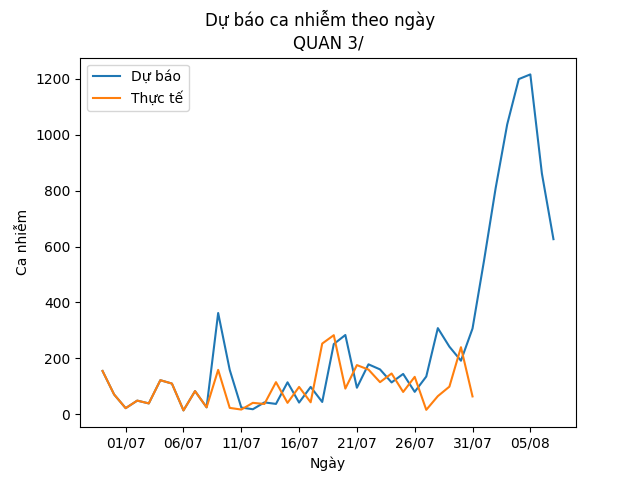 Dự báo ca nhiễm theo ngày
QUAN 3/
Dự báo
Thực tế
1200
1000
800
600
400
200
0
Ca nhiễm
01/07 06/07 11/07 16/07 21/07 26/07 31/07 05/08
Ngày